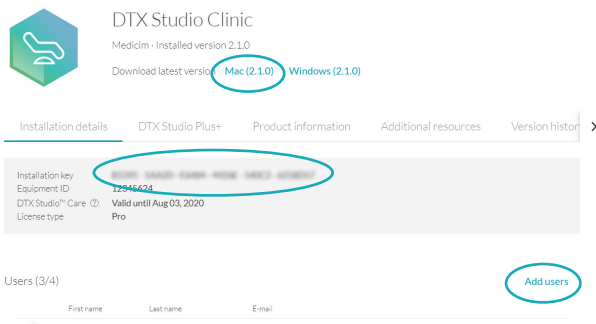 DTX Studio Clinic
Medicim - Installed version 2.1.0
Download latest version Mac (2.1.0) Windows (2.1.0)
Installation details DTX Studio Plus+ Product information Additional resources Version histor
Installation key
Equipment ID 12345624
DTX Studio™ Care ? Valid until Aug 03, 2020
License type Pro
Users (3/4) Add users
First name Last name E-mail